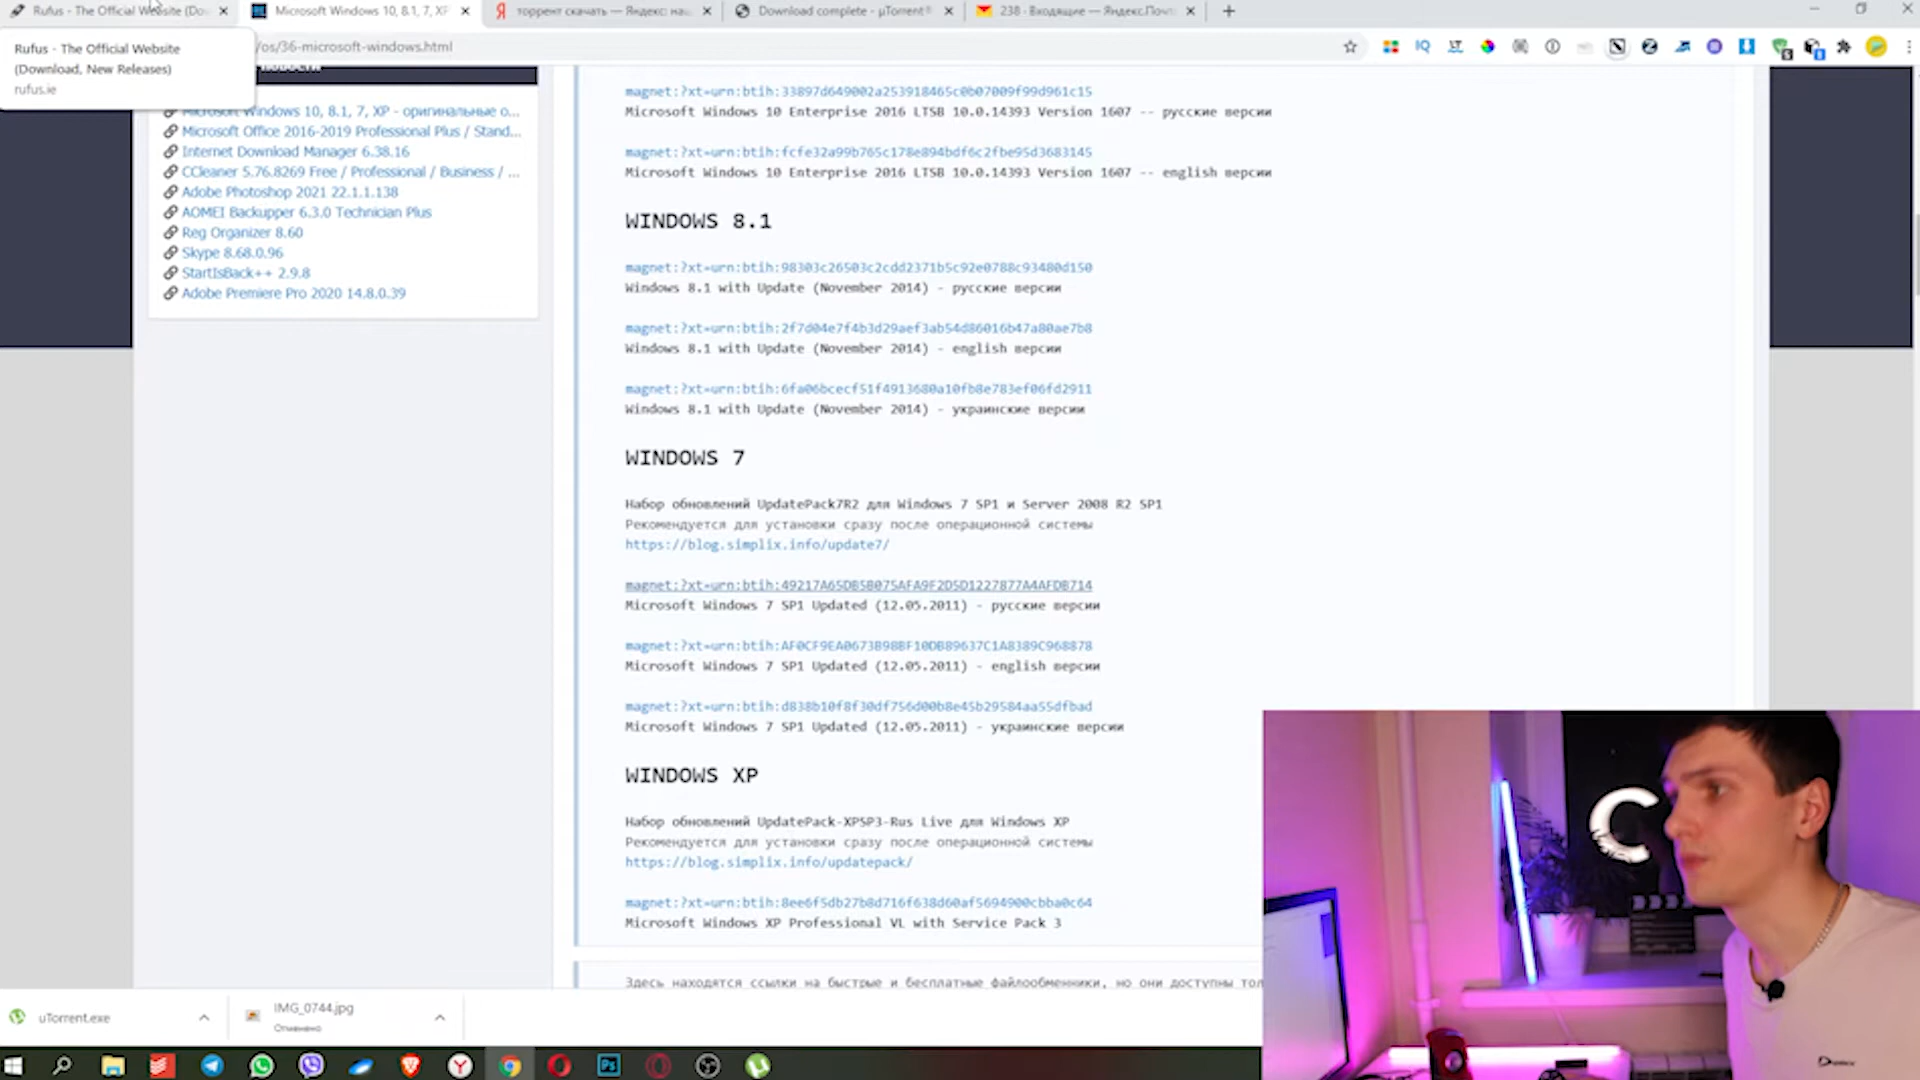 Rufus - The Official Website (Do
Microsoft Windows 10, 8.1, 7, XP
торрент скачать — Яндекс: на
Download complete - µTorrent
238 · Входящие — Яндекс.Почт
Rufus - The Official Website
(Download, New Releases)
rufus.ie
/os/36-microsoft-windows.html
Microsoft Windows 10, 8.1, 7, XP - оригинальные о...
Microsoft Office 2016-2019 Professional Plus / Stand...
Internet Download Manager 6.38.16
CCleaner 5.76.8269 Free / Professional / Business / ...
Adobe Photoshop 2021 22.1.1.138
AOMEI Backupper 6.3.0 Technician Plus
Reg Organizer 8.60
Skype 8.68.0.96
StartIsBack++ 2.9.8
Adobe Premiere Pro 2020 14.8.0.39
magnet:?xt=urn:btih:33897d649002a253918465c0b07009f99d961c15
Microsoft Windows 10 Enterprise 2016 LTSB 10.0.14393 Version 1607 -- русские версии
magnet:?xt=urn:btih:fcfe32a99b765c178e894bdf6c2fbe95d3683145
Microsoft Windows 10 Enterprise 2016 LTSB 10.0.14393 Version 1607 -- english версии
WINDOWS 8.1
magnet:?xt=urn:btih:98303c26503c2cdd2371b5c92e0788c93480d150
Windows 8.1 with Update (November 2014) - русские версии
magnet:?xt=urn:btih:2f7d04e7f4b3d29aef3ab54d86016b47a80ae7b8
Windows 8.1 with Update (November 2014) - english версии
magnet:?xt=urn:btih:6fa06bcecf51f4913680a10fb8e783ef06fd2911
Windows 8.1 with Update (November 2014) - украинские версии
WINDOWS 7
Набор обновлений UpdatePack7R2 для Windows 7 SP1 и Server 2008 R2 SP1
Рекомендуется для установки сразу после операционной системы
https://blog.simplix.info/update7/
magnet:?xt=urn:btih:49217A65DB5B075AFA9F2D5D1227877A4AFDB714
Microsoft Windows 7 SP1 Updated (12.05.2011) - русские версии
magnet:?xt=urn:btih:AF0CF9EA0673B98BF10DB89637C1A8389C968878
Microsoft Windows 7 SP1 Updated (12.05.2011) - english версии
magnet:?xt=urn:btih:d838b10f8f30df756d00b8e45b29584aa55dfbad
Microsoft Windows 7 SP1 Updated (12.05.2011) - украинские версии
WINDOWS XP
Набор обновлений UpdatePack-XPSP3-Rus Live для Windows XP
Рекомендуется для установки сразу после операционной системы
https://blog.simplix.info/updatepack/
magnet:?xt=urn:btih:8ee6f5db27b8d716f638d60af5694900cbba0c64
Microsoft Windows XP Professional VL with Service Pack 3
Здесь находятся ссылки на быстрые и бесплатные файлообменники, но они доступны тол
uTorrent.exe
IMG_0744.jpg
Отменено